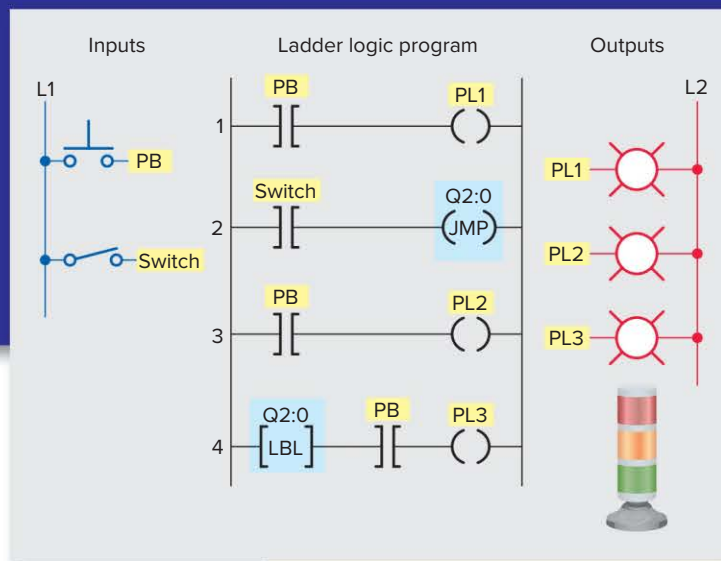 Inputs
Ladder logic program
Outputs
L1
L2
PB
Switch
1
PB
PL1
2
Switch
Q2:0
JMP
3
PB
PL2
4
Q2:0
LBL
PB
PL3
PL1
PL2
PL3